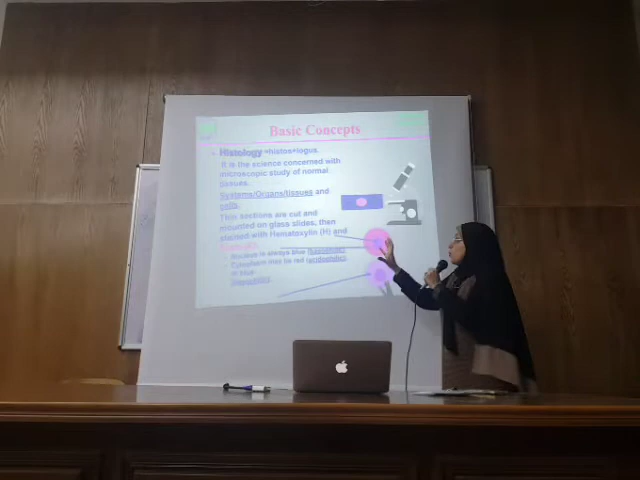 Basic Concepts
Histology =histos+logus.
It is the science concerned with
microscopic study of normal
tissues.
Systems/Organs/tissues and
cells.
Thin sections are cut and
mounted on glass slides, then
stained with Hematoxylin (H) and
Nucleus is always blue (basophilic).
Cytoplasm may be red (acidophilic)
or blue